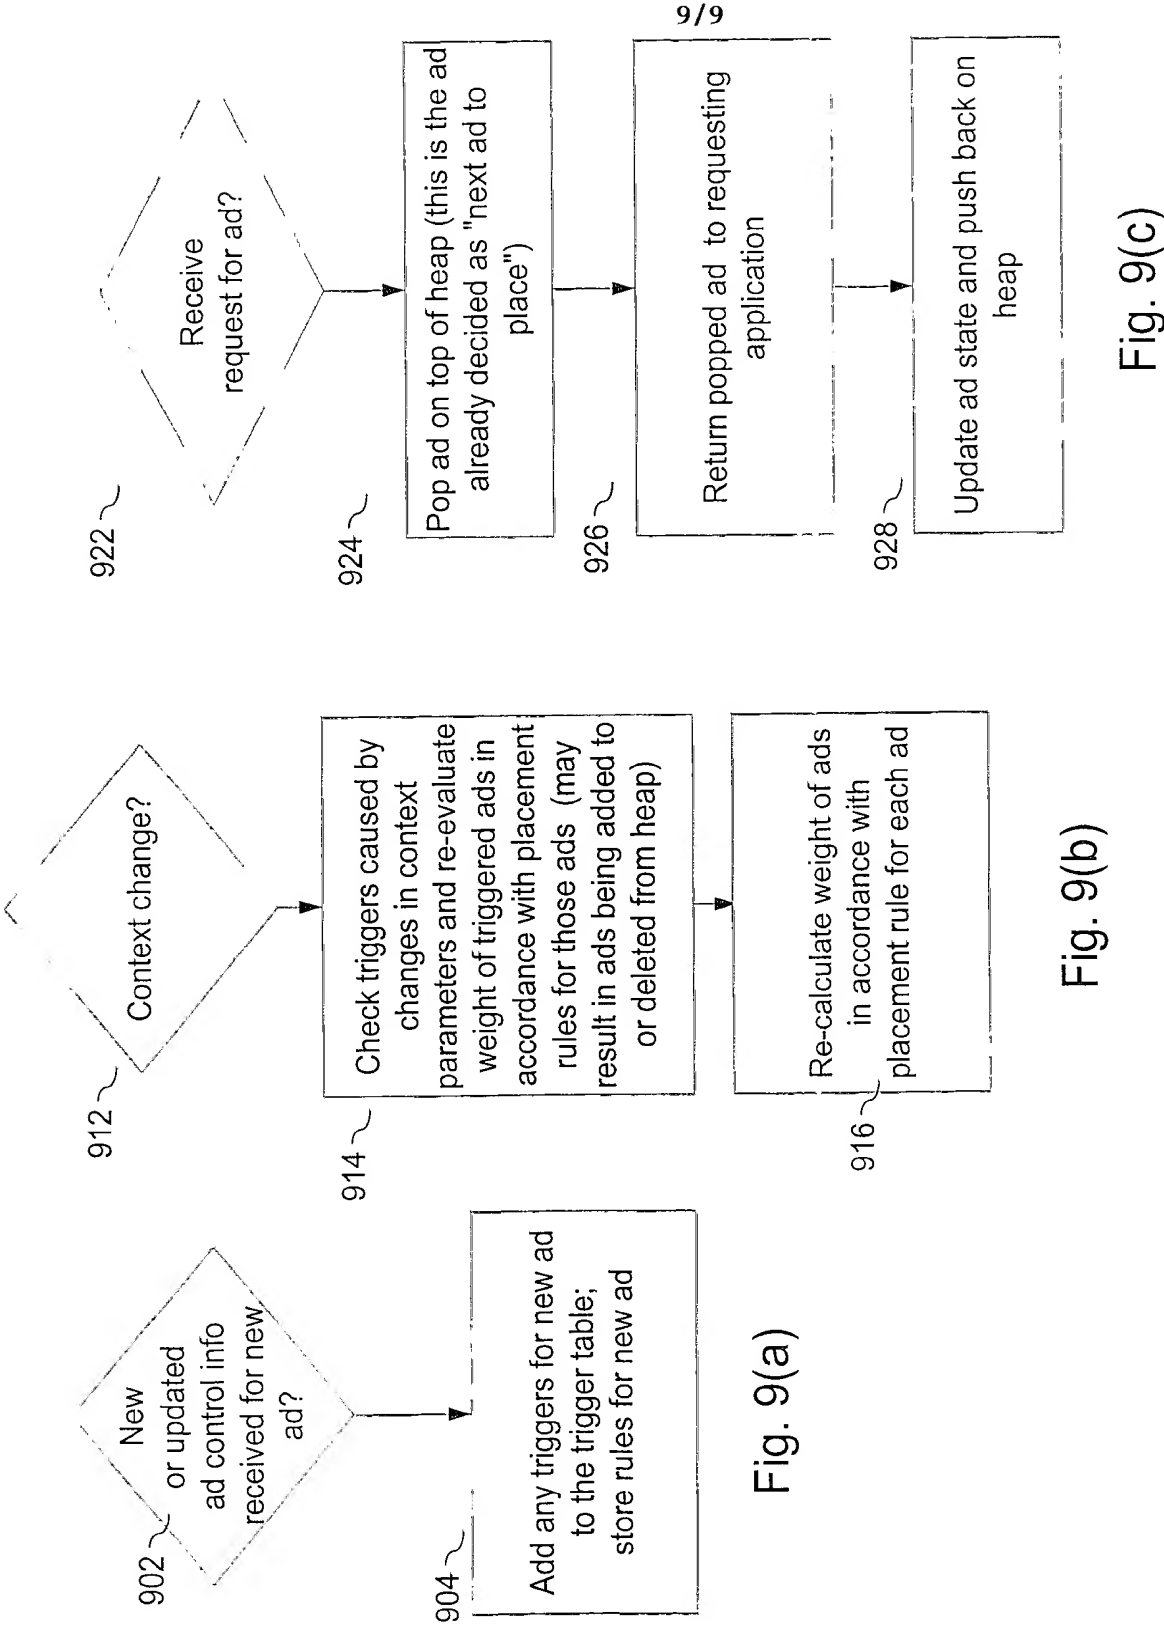 9/9
902
New
or updated
ad control info
received for new
ad?
904
Add any triggers for new ad
to the trigger table;
store rules for new ad
Fig. 9(a)
912
Context change?
914
Check triggers caused by
changes in context
parameters and re-evaluate
weight of triggered ads in
accordance with placement
rules for those ads (may
result in ads being added to
or deleted from heap)
916
Re-calculate weight of ads
in accordance with
placement rule for each ad
Fig. 9(b)
922
Receive
request for ad?
924
Pop ad on top of heap (this is the ad
already decided as "next ad to
place")
926
Return popped ad to requesting
application
928
Update ad state and push back on
heap
Fig. 9(c)